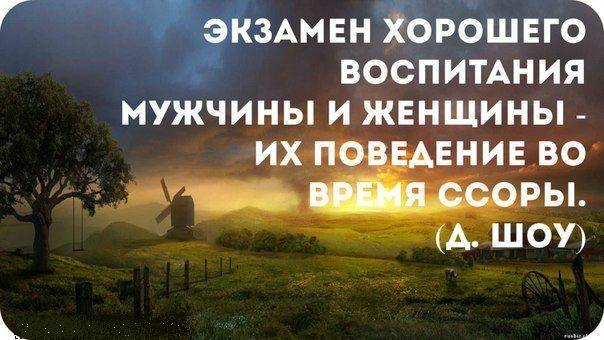 ЭКЗАМЕН ХОРОШЕГО
ВОСПИТАНИЯ
МУЖЧИНЫ И ЖЕНЩИНЫ -
ИХ ПОВЕДЕНИЕ ВО
ВРЕМЯ ССОРЫ.
(Д. ШОУ)